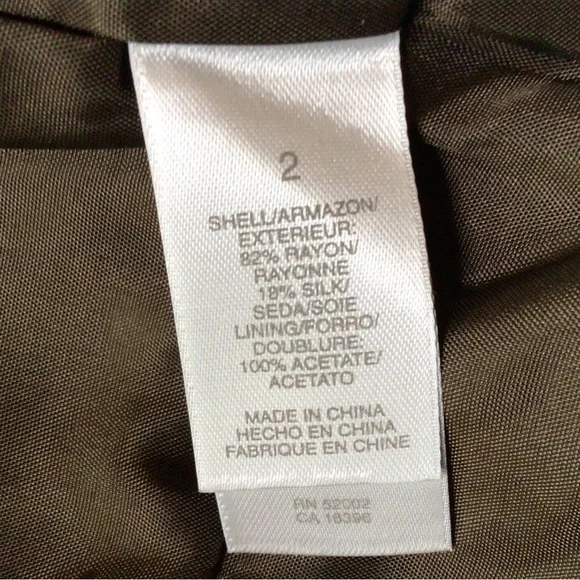 2
SHELL/ARMAZON/
EXTERIEUR:
82% RAYON/
RAYONNE
18% SILK/
SEDA/SOIE
LINING/FORRO/
DOUBLURE:
100% ACETATE/
ACETATO
MADE IN CHINA
HECHO EN CHINA
FABRIQUE EN CHINE
RN 52002
CA 16396